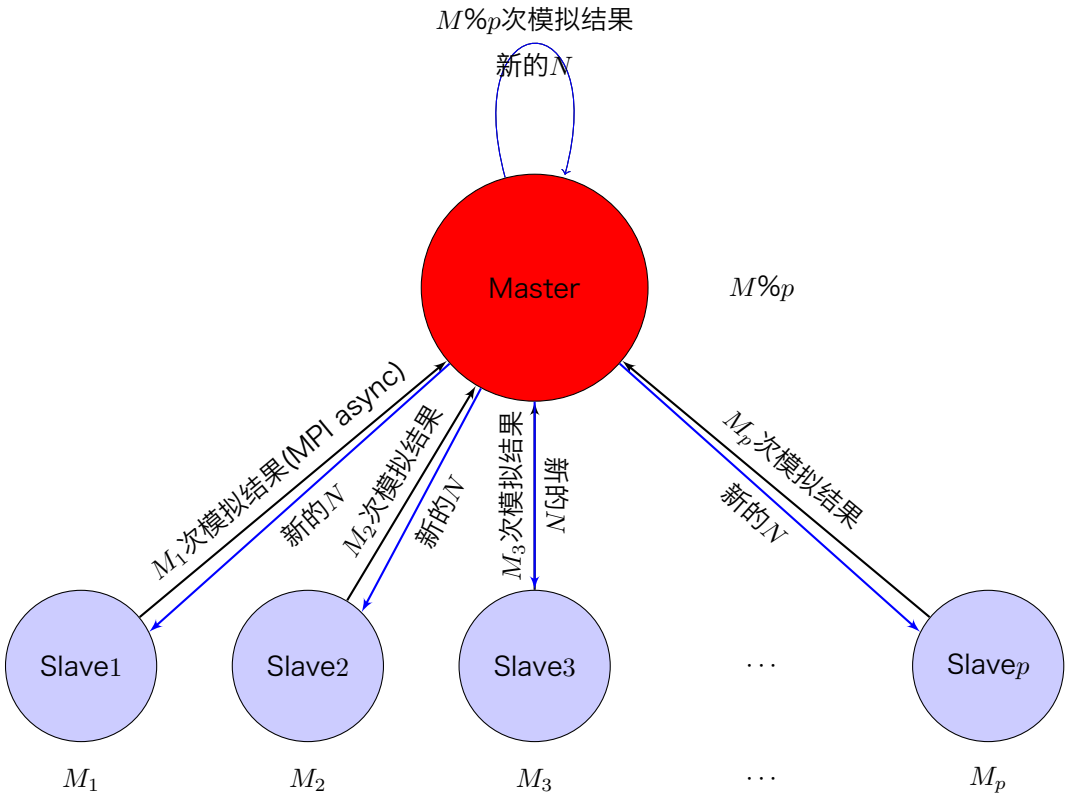 M%p次模拟结果
新的N
Master
M%p
M₁次模拟结果(MPI async)
新的N
M₂次模拟结果
新的N
M₃次模拟结果
新的N
Mₚ次模拟结果
新的N
Slave1
Slave2
Slave3
...
Slavep
M₁
M₂
M₃
...
Mₚ